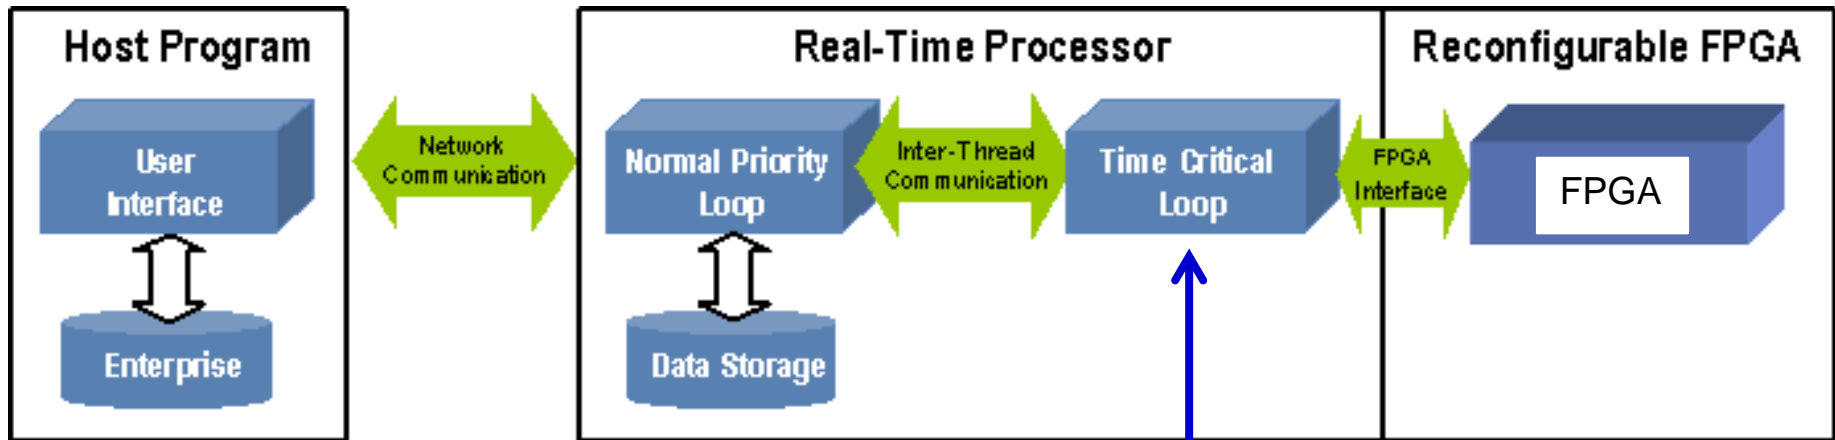 Host Program
Real-Time Processor
Reconfigurable FPGA
User
Interface
Network
Communication
Normal Priority
Loop
Inter-Thread
Communication
Time Critical
Loop
FPGA
Interface
FPGA
Enterprise
Data Storage